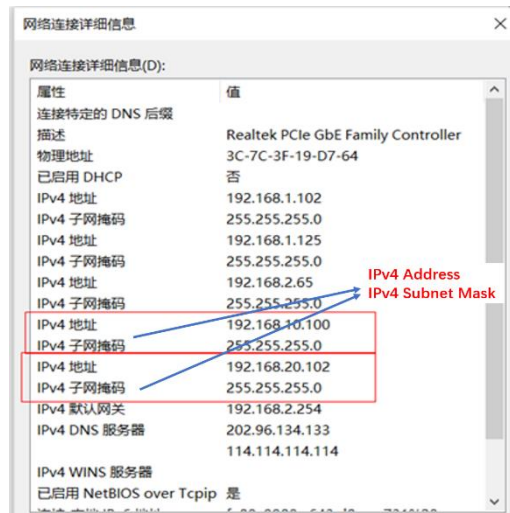 网络连接详细信息
网络连接详细信息(D):
属性 值
连接特定的 DNS 后缀
描述 Realtek PCIe GbE Family Controller
物理地址 3C-7C-3F-19-D7-64
已启用 DHCP 否
IPv4 地址 192.168.1.102
IPv4 子网掩码 255.255.255.0
IPv4 地址 192.168.1.125
IPv4 子网掩码 255.255.255.0
IPv4 地址 192.168.2.65
IPv4 子网掩码 255.255.255.0
IPv4 地址 192.168.10.100
IPv4 子网掩码 255.255.255.0
IPv4 地址 192.168.20.102
IPv4 子网掩码 255.255.255.0
IPv4 默认网关 192.168.2.254
IPv4 DNS 服务器 202.96.134.133
114.114.114.114
IPv4 WINS 服务器
已启用 NetBIOS over Tcpip 是
IPv4 Address
IPv4 Subnet Mask